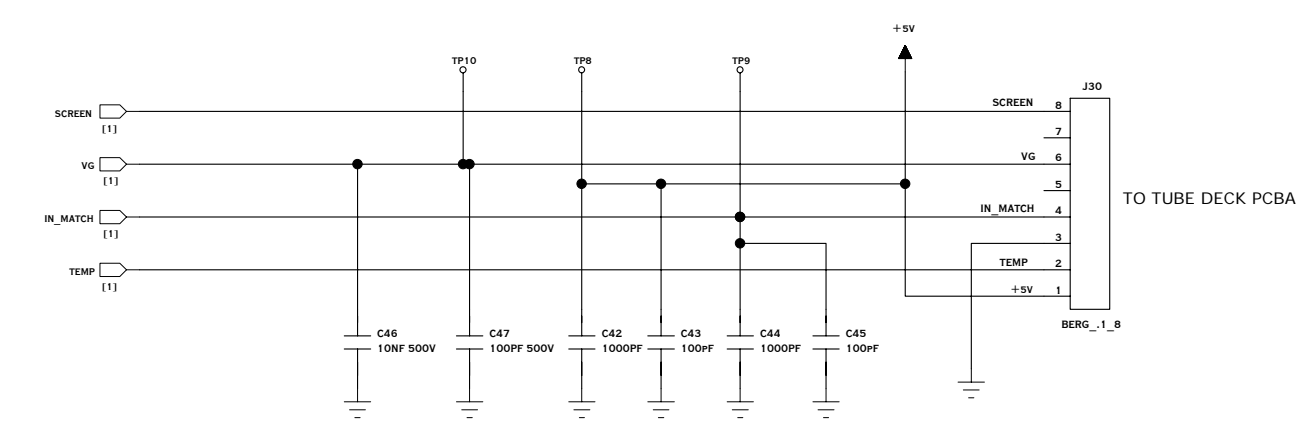 +5V
TP10
TP8
TP9
J30
SCREEN
[1]
SCREEN
8
7
VG
[1]
VG
6
5
IN_MATCH
[1]
IN_MATCH
4
3
TEMP
[1]
TEMP
2
+5V
1
TO TUBE DECK PCBA
BERG_.1_8
C46
10NF 500V
C47
100PF 500V
C42
1000PF
C43
100PF
C44
1000PF
C45
100PF